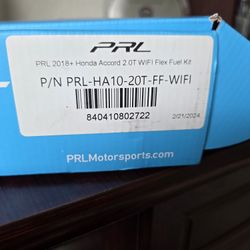 PRL
PRL 2018+ Honda Accord 2.0T WIFI Flex Fuel Kit
P/N PRL-HA10-20T-FF-WIFI
840410802722
2/21/2024
PRLMotorsports.com